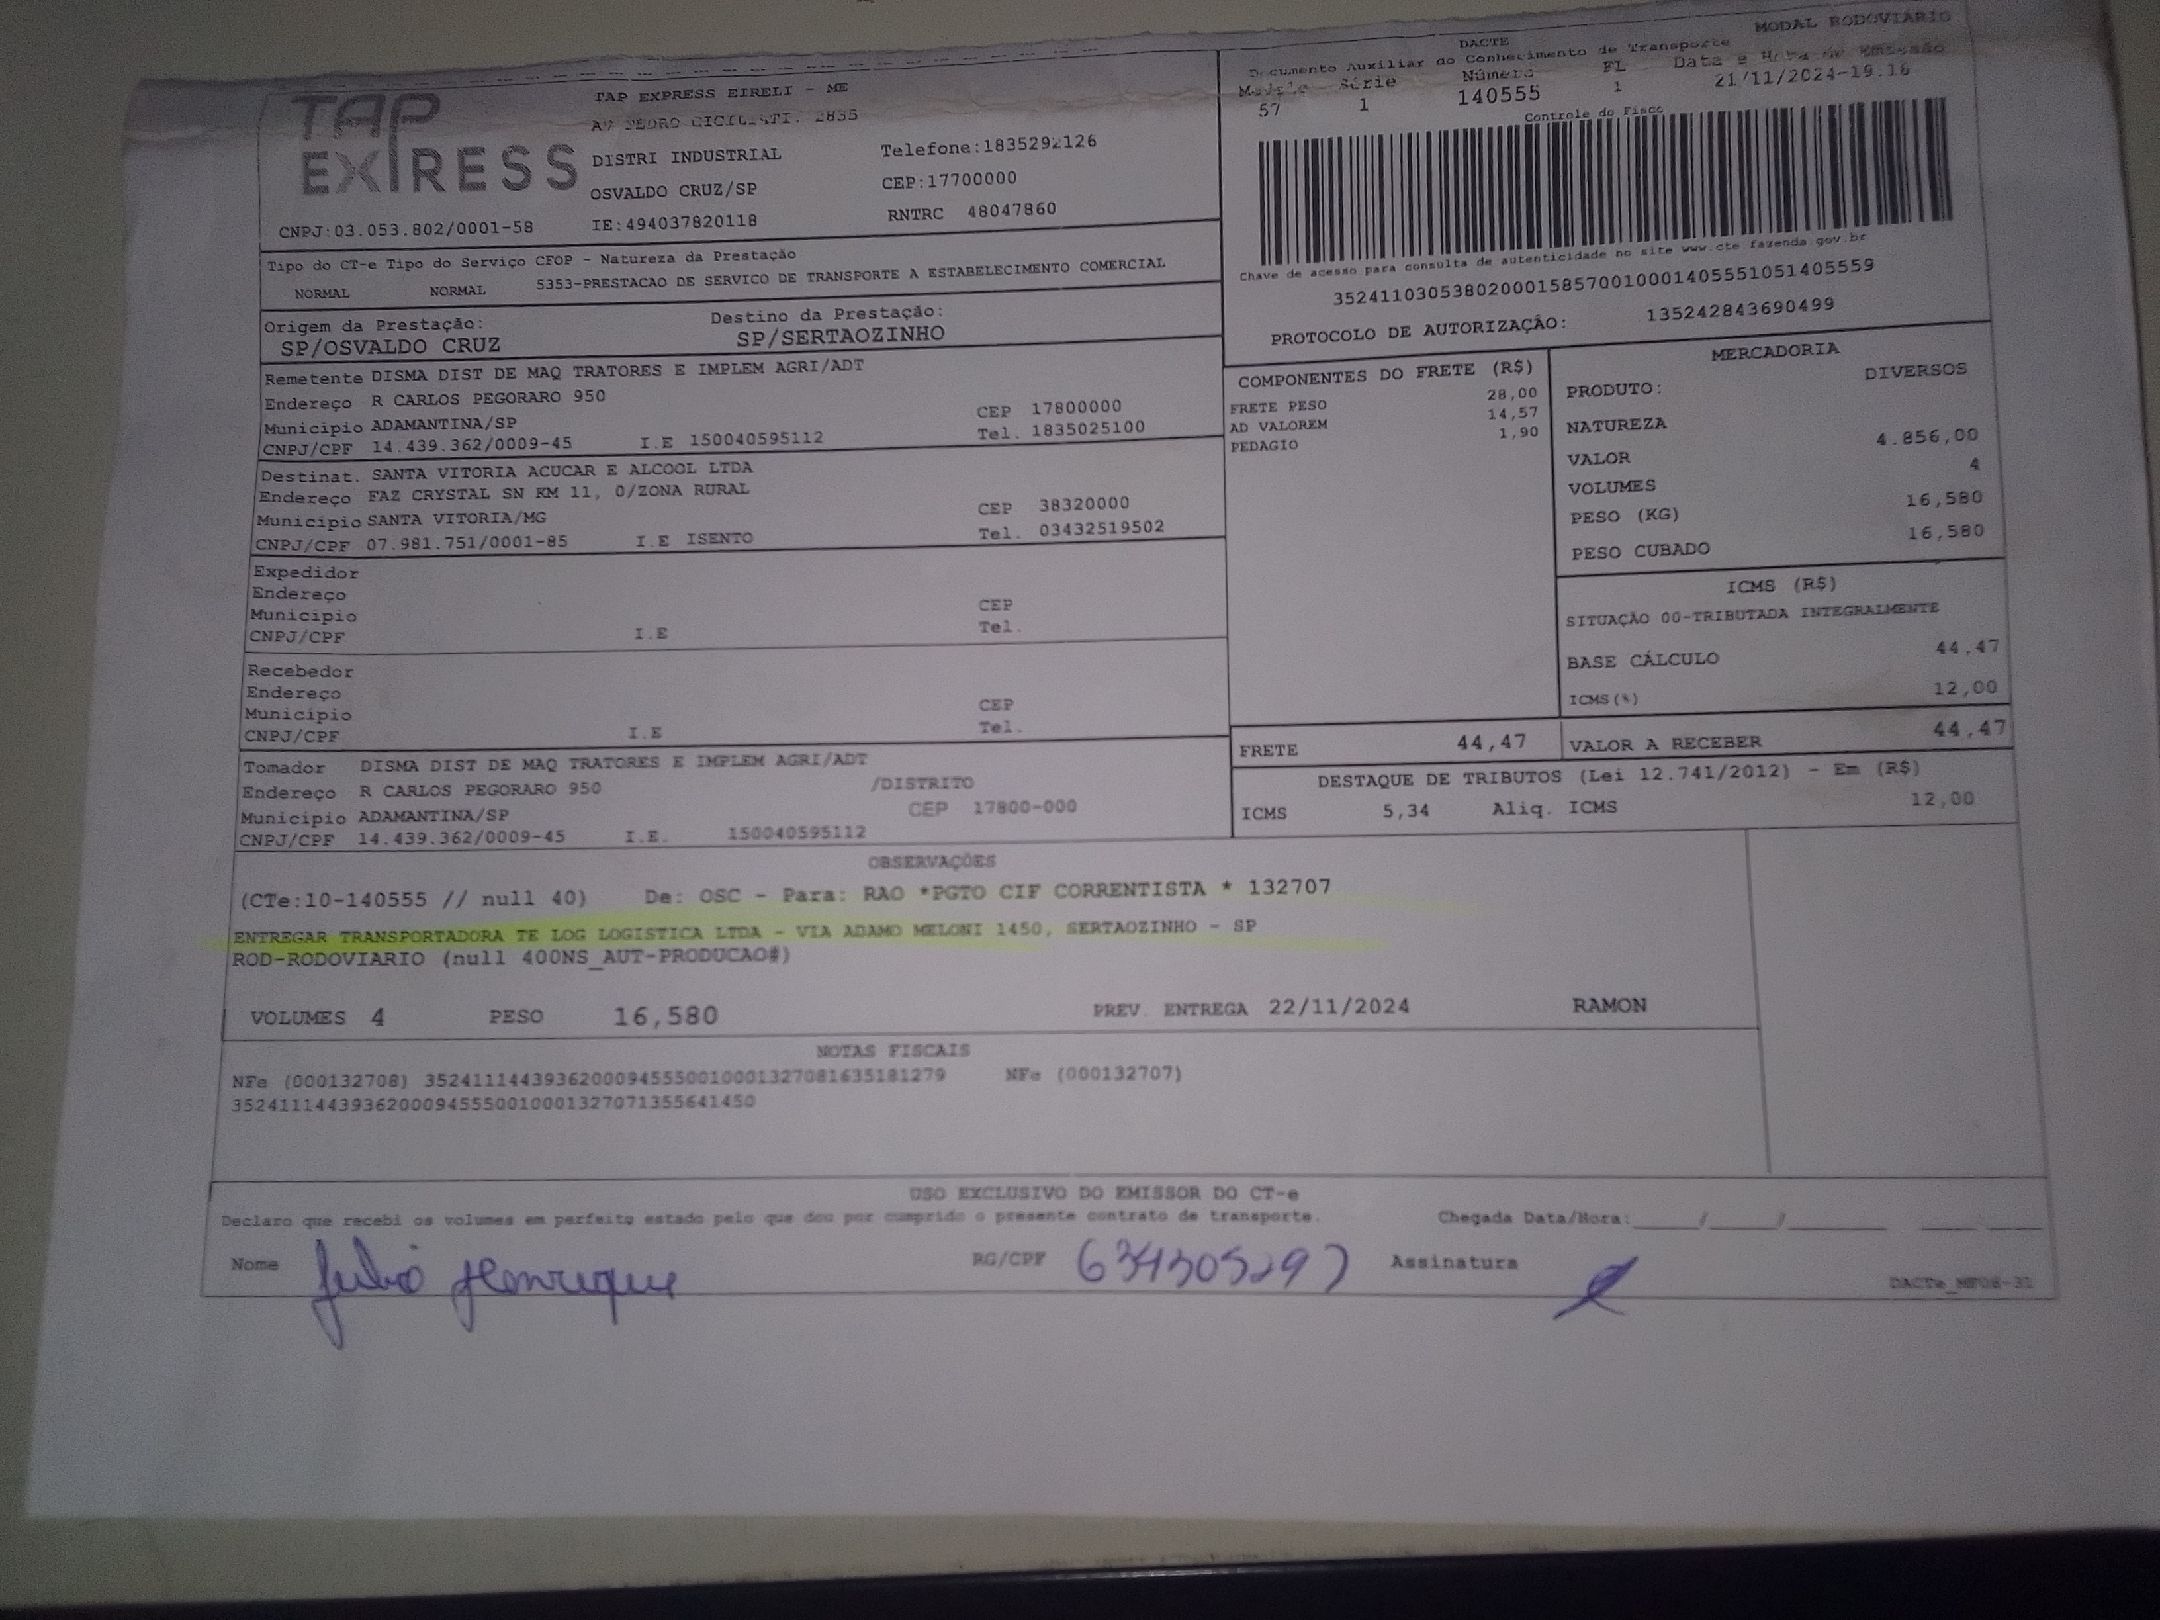 TAP
EXPRESS
CNPJ:03.053.802/0001-58
TAP EXPRESS EIRELI - ME
AV PEDRO 2855
DISTRI INDUSTRIAL Telefone:1835292126
OSVALDO CRUZ/SP CEP:17700000
IE:494037820118 RNTRC 48047860
DACTE MODAL RODOVIARIO
Documento Auxiliar do Conhecimento de Transporte
Modelo Série Número FL Data e Hora de Emissão
57 1 140555 1 21/11/2024-19.16
Controle do Fisco
Chave de acesso para consulta de autenticidade no site www.cte.fazenda.gov.br
35241103053802000158570010001405551051405559
PROTOCOLO DE AUTORIZAÇÃO: 135242843690499
Tipo do CT-e Tipo do Serviço CFOP - Natureza da Prestação
NORMAL NORMAL 5353-PRESTACAO DE SERVICO DE TRANSPORTE A ESTABELECIMENTO COMERCIAL
Origem da Prestação: Destino da Prestação:
SP/OSVALDO CRUZ SP/SERTAOZINHO
Remetente DISMA DIST DE MAQ TRATORES E IMPLEM AGRI/ADT
Endereço R CARLOS PEGORARO 950
Municipio ADAMANTINA/SP CEP 17800000
CNPJ/CPF 14.439.362/0009-45 I.E 150040595112 Tel. 1835025100
Destinat. SANTA VITORIA ACUCAR E ALCOOL LTDA
Endereço FAZ CRYSTAL SN KM 11, 0/ZONA RURAL
Municipio SANTA VITORIA/MG CEP 38320000
CNPJ/CPF 07.981.751/0001-85 I.E ISENTO Tel. 03432519502
Expedidor
Endereço
Municipio CEP
CNPJ/CPF I.E Tel.
Recebedor
Endereço
Municipio CEP
CNPJ/CPF I.E Tel.
Tomador DISMA DIST DE MAQ TRATORES E IMPLEM AGRI/ADT
Endereço R CARLOS PEGORARO 950 /DISTRITO
Municipio ADAMANTINA/SP CEP 17800-000
CNPJ/CPF 14.439.362/0009-45 I.E. 150040595112
COMPONENTES DO FRETE (R$)
FRETE PESO 28,00
AD VALOREM 14,57
PEDAGIO 1,90
MERCADORIA
PRODUTO: DIVERSOS
NATUREZA
VALOR 4.856,00
VOLUMES 4
PESO (KG) 16,580
PESO CUBADO 16,580
ICMS (R$)
SITUAÇÃO 00-TRIBUTADA INTEGRALMENTE
BASE CÁLCULO 44,47
ICMS(%) 12,00
FRETE 44,47 VALOR A RECEBER 44,47
DESTAQUE DE TRIBUTOS (Lei 12.741/2012) - Em (R$)
ICMS 5,34 Aliq. ICMS 12,00
OBSERVAÇÕES
(CTe:10-140555 // null 40) De: OSC - Para: RAO *PGTO CIF CORRENTISTA * 132707
ENTREGAR TRANSPORTADORA TE LOG LOGISTICA LTDA - VIA ADAMO MELONI 1450, SERTAOZINHO - SP
ROD-RODOVIARIO (null 400NS_AUT-PRODUCAO#)
VOLUMES 4 PESO 16,580 PREV. ENTREGA 22/11/2024 RAMON
NOTAS FISCAIS
NFe (000132708) 35241114439362000945550010001327081635181279 NFe (000132707)
35241114439362000945550010001327071355641450
USO EXCLUSIVO DO EMISSOR DO CT-e
Declaro que recebi os volumes em perfeito estado pelo que dou por cumprido o presente contrato de transporte. Chegada Data/Hora:____/____/____
Nome Henrique RG/CPF 634305297 Assinatura